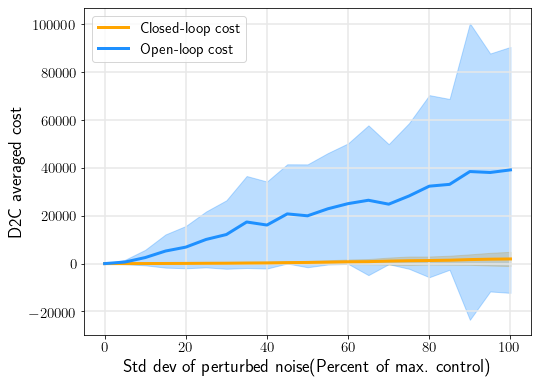 Closed-loop cost
Open-loop cost
D2C averaged cost
100000
80000
60000
40000
20000
0
−20000
0 20 40 60 80 100
Std dev of perturbed noise(Percent of max. control)